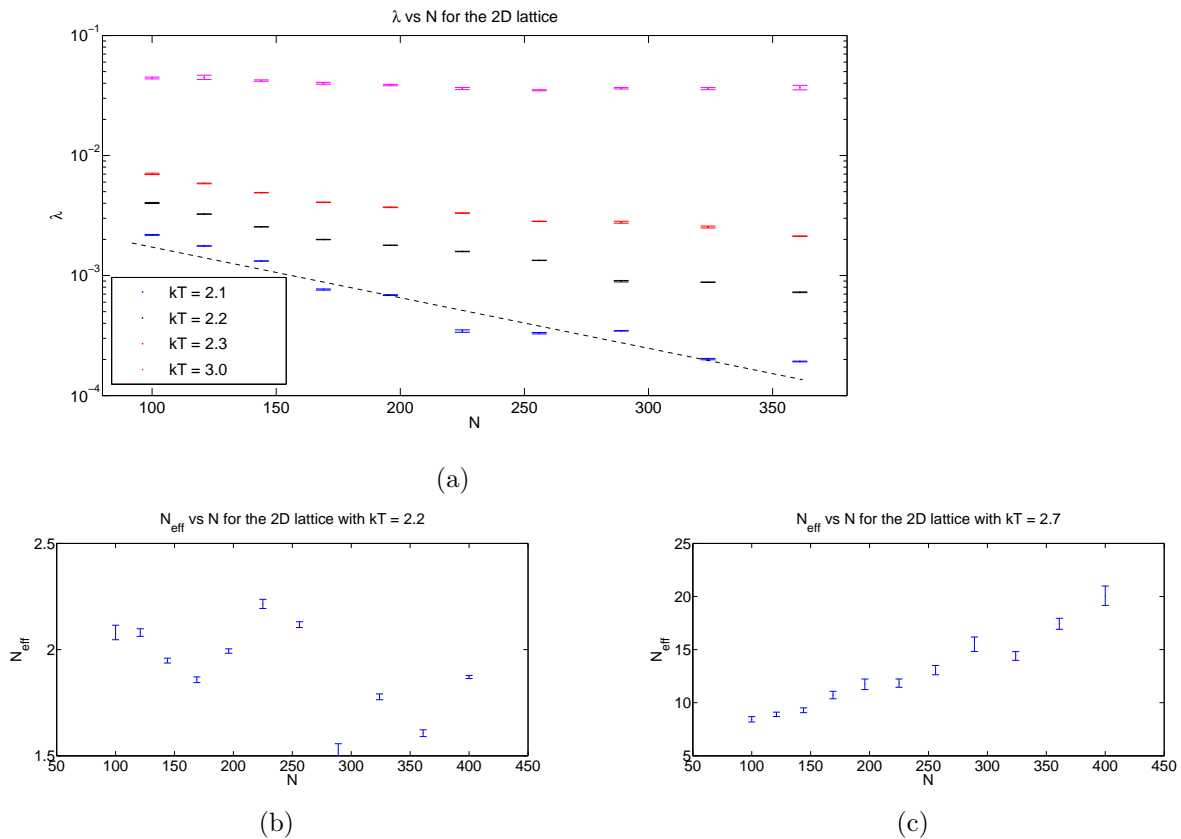 λ vs N for the 2D lattice
10⁻¹
10⁻²
λ
10⁻³
10⁻⁴
kT = 2.1
kT = 2.2
kT = 2.3
kT = 3.0
100 150 200 250 300 350
N
(a)
N_eff vs N for the 2D lattice with kT = 2.2
2.5
2
1.5
N_eff
50 100 150 200 250 300 350 400 450
N
(b)
N_eff vs N for the 2D lattice with kT = 2.7
25
20
15
10
5
N_eff
50 100 150 200 250 300 350 400 450
N
(c)